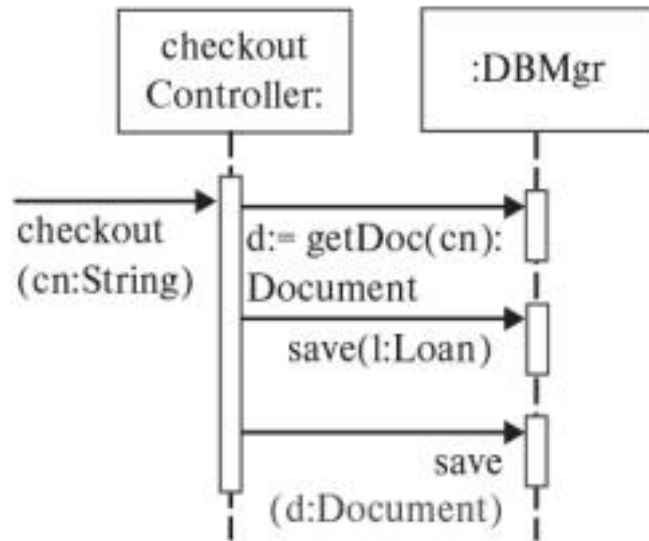 checkout
Controller:
:DBMgr
checkout
(cn:String)
d:= getDoc(cn):
Document
save(l:Loan)
save
(d:Document)